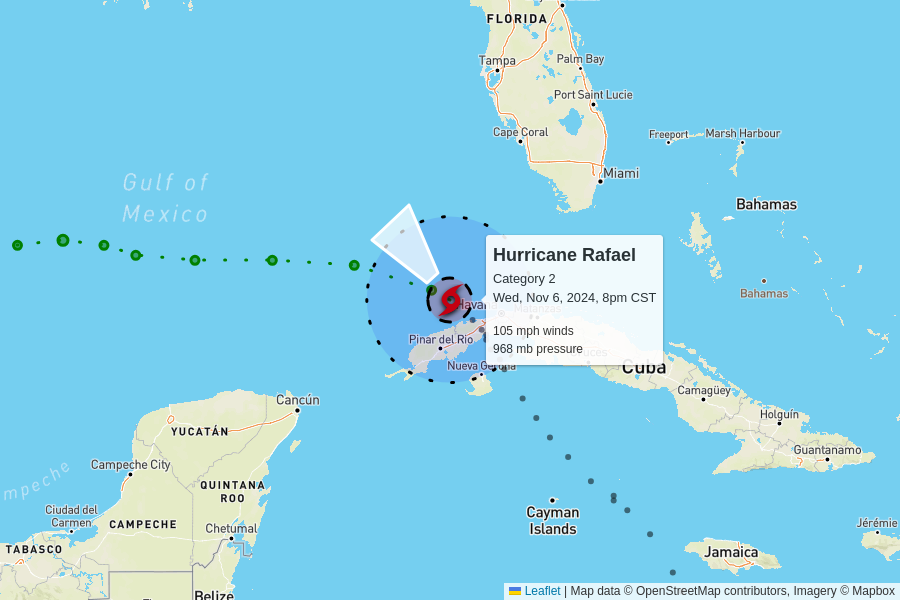 FLORIDA
Tampa
Palm Bay
Port Saint Lucie
Cape Coral
Freeport
Marsh Harbour
Miami
Gulf of
Mexico
Bahamas
Hurricane Rafael
Category 2
Wed, Nov 6, 2024, 8pm CST
105 mph winds
968 mb pressure
Bahamas
Havana
Matanzas
Pinar del Río
Nueva Gerona
Cuba
Camagüey
Cancún
Holguín
YUCATÁN
Guantanamo
Campeche City
mpeche
QUINTANA
ROO
Ciudad del
Carmen
CAMPECHE
Chetumal
Cayman
Islands
Jérémie
TABASCO
Jamaica
Belize
Leaflet | Map data © OpenStreetMap contributors, Imagery © Mapbox